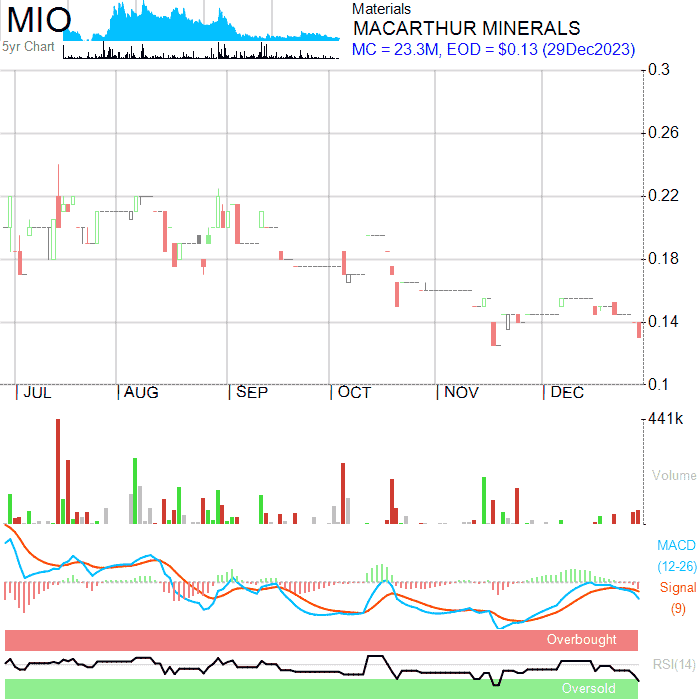 MIO
5yr Chart
Materials
MACARTHUR MINERALS
MC = 23.3M, EOD = $0.13 (29Dec2023)
0.3
0.26
0.22
0.18
0.14
0.1
JUL AUG SEP OCT NOV DEC
441k
Volume
MACD
(12-26)
Signal
(9)
Overbought
RSI(14)
Oversold